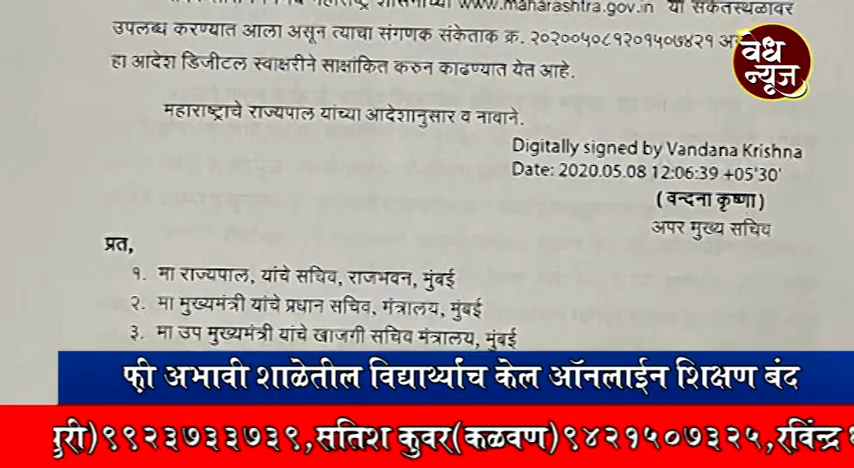 www.maharashtra.gov.in या संकेतस्थळावर
उपलब्ध करण्यात आला असून त्याचा संगणक संकेताक क्र. २०२००५०८१२०१५०७४२१
हा आदेश डिजीटल स्वाक्षरीने साक्षांकित करुन काढण्यात येत आहे.
वेध
न्यूज
महाराष्ट्राचे राज्यपाल यांच्या आदेशानुसार व नावाने.
Digitally signed by Vandana Krishna
Date: 2020.05.08 12:06:39 +05'30'
( वन्दना कृष्णा )
अपर मुख्य सचिव
प्रत,
१. मा राज्यपाल, यांचे सचिव, राजभवन, मुंबई
२. मा मुख्यमंत्री यांचे प्रधान सचिव, मंत्रालय, मुंबई
३. मा उप मुख्यमंत्री यांचे खाजगी सचिव मंत्रालय, मुंबई
फी अभावी शाळेतील विद्यार्थ्यांच केल ऑनलाईन शिक्षण बंद
पुरी)९९२३७३३७३९,सतिश कुवर(कळवण)९४२१५०७३२५,रविंद्र